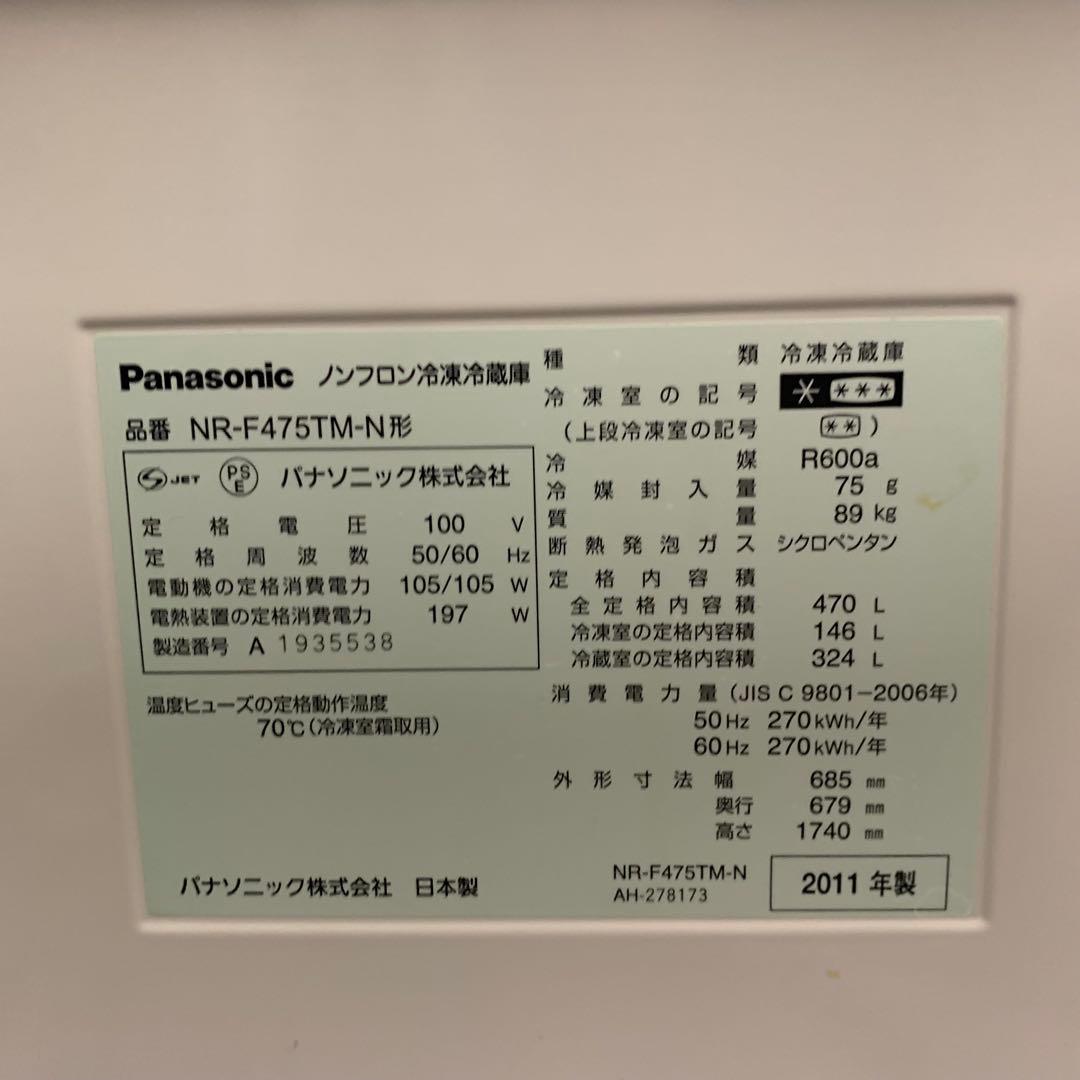 Panasonic ノンフロン冷凍冷蔵庫
品番 NR-F475TM-N形
JET PSE パナソニック株式会社
定格電圧 100 V
定格周波数 50/60 Hz
電動機の定格消費電力 105/105 W
電熱装置の定格消費電力 197 W
製造番号 A 1935538
温度ヒューズの定格動作温度
70℃(冷凍室霜取用)
種類 冷凍冷蔵庫
冷凍室の記号 * ***
(上段冷凍室の記号 **)
冷媒 R600a
冷媒封入量 75 g
質量 89 kg
断熱発泡ガス シクロペンタン
定格内容積
全定格内容積 470 L
冷凍室の定格内容積 146 L
冷蔵室の定格内容積 324 L
消費電力量(JIS C 9801-2006年)
50Hz 270kWh/年
60Hz 270kWh/年
外形寸法幅 685 mm
奥行 679 mm
高さ 1740 mm
パナソニック株式会社 日本製
NR-F475TM-N
AH-278173
2011年製